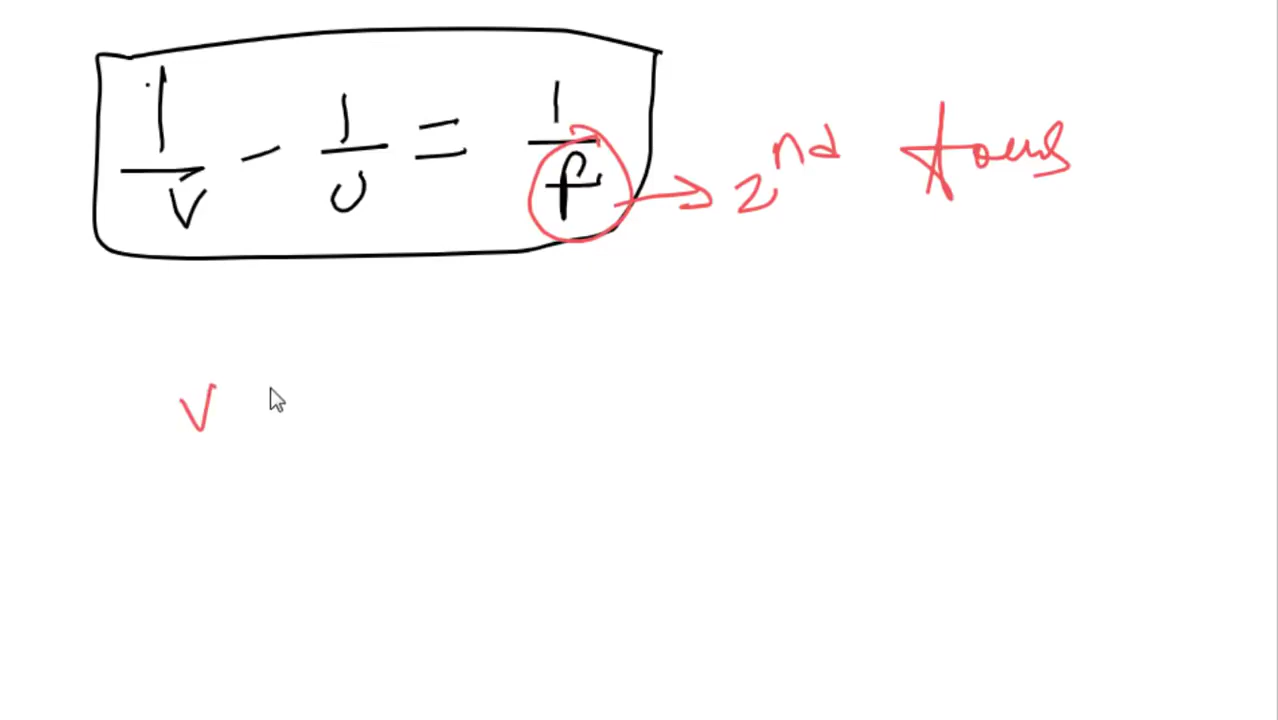 1/v - 1/u = 1/f → 2nd focus
v